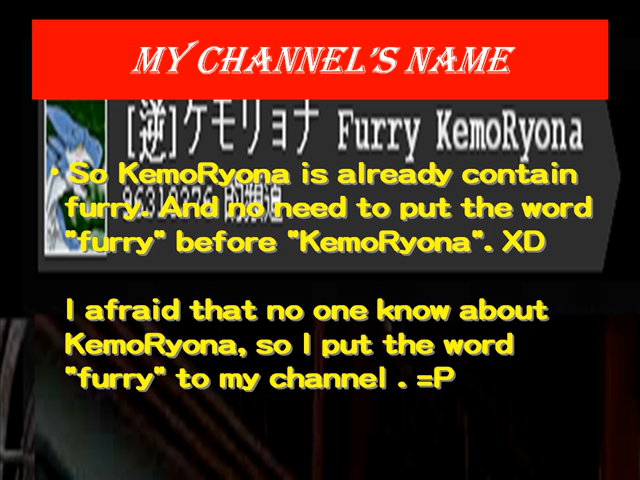 MY CHANNEL'S NAME
[逆]ケモリョナ Furry KemoRyona
• So KemoRyona is already contain
furry. And no need to put the word
"furry" before "KemoRyona". XD
I afraid that no one know about
KemoRyona, so I put the word
"furry" to my channel . =P